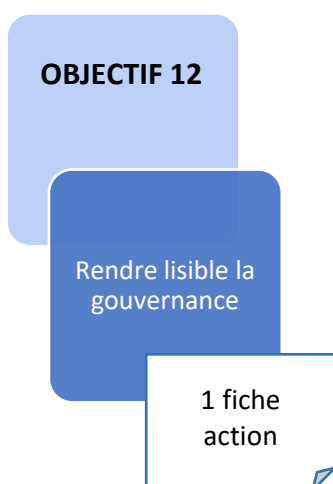 OBJECTIF 12
Rendre lisible la
gouvernance
1 fiche
action